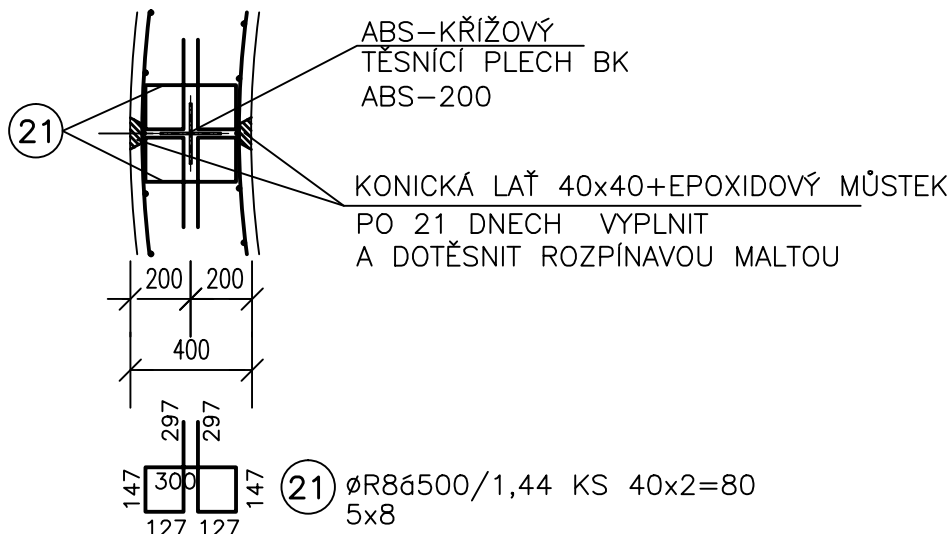 ABS-KŘÍŽOVÝ
TĚSNÍCÍ PLECH BK
ABS-200
21
KONICKÁ LAŤ 40x40+EPOXIDOVÝ MŮSTEK
PO 21 DNECH VYPLNIT
A DOTĚSNIT ROZPÍNAVOU MALTOU
200 200
400
297 297
147 300 147
127 127
21 øR8á500/1,44 KS 40x2=80
5x8